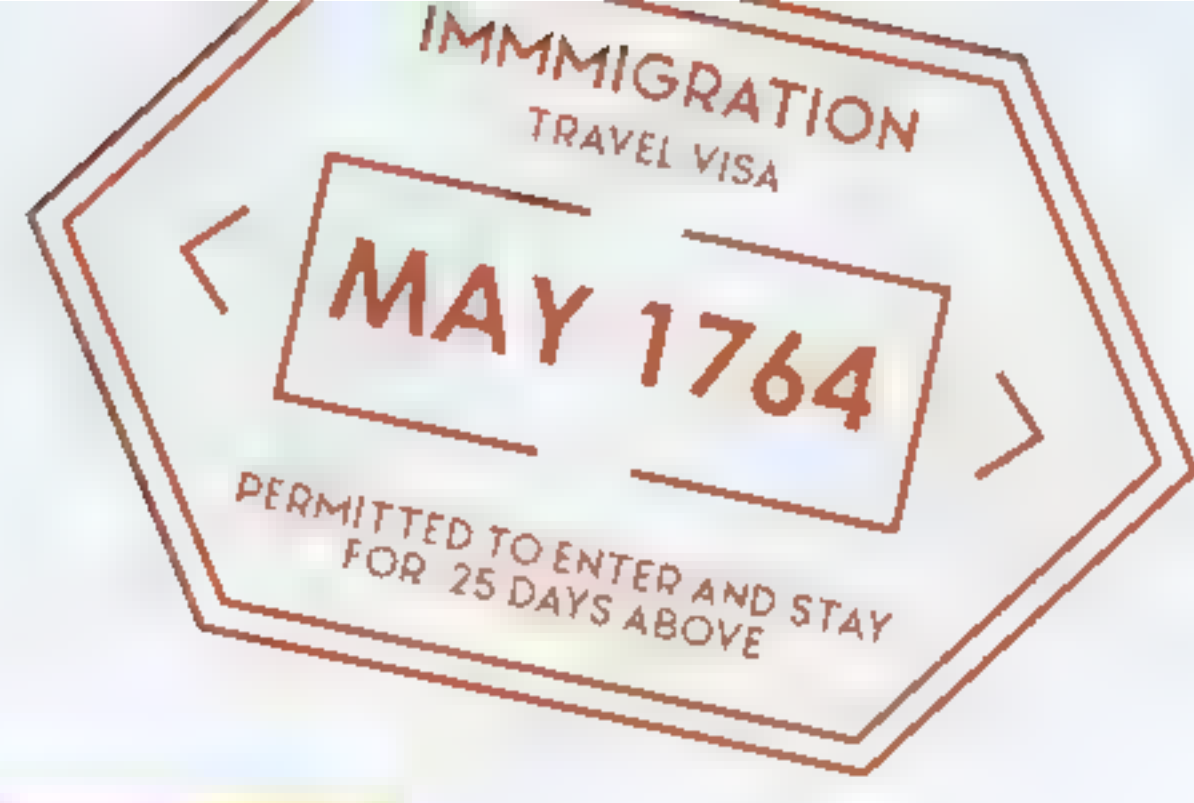 IMMMIGRATION
TRAVEL VISA
MAY 1764
PERMITTED TO ENTER AND STAY
FOR 25 DAYS ABOVE